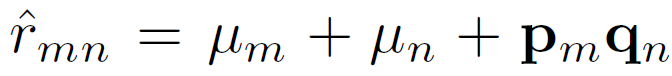 r̂ₘₙ = μₘ + μₙ + 𝐩ₘ𝐪ₙ